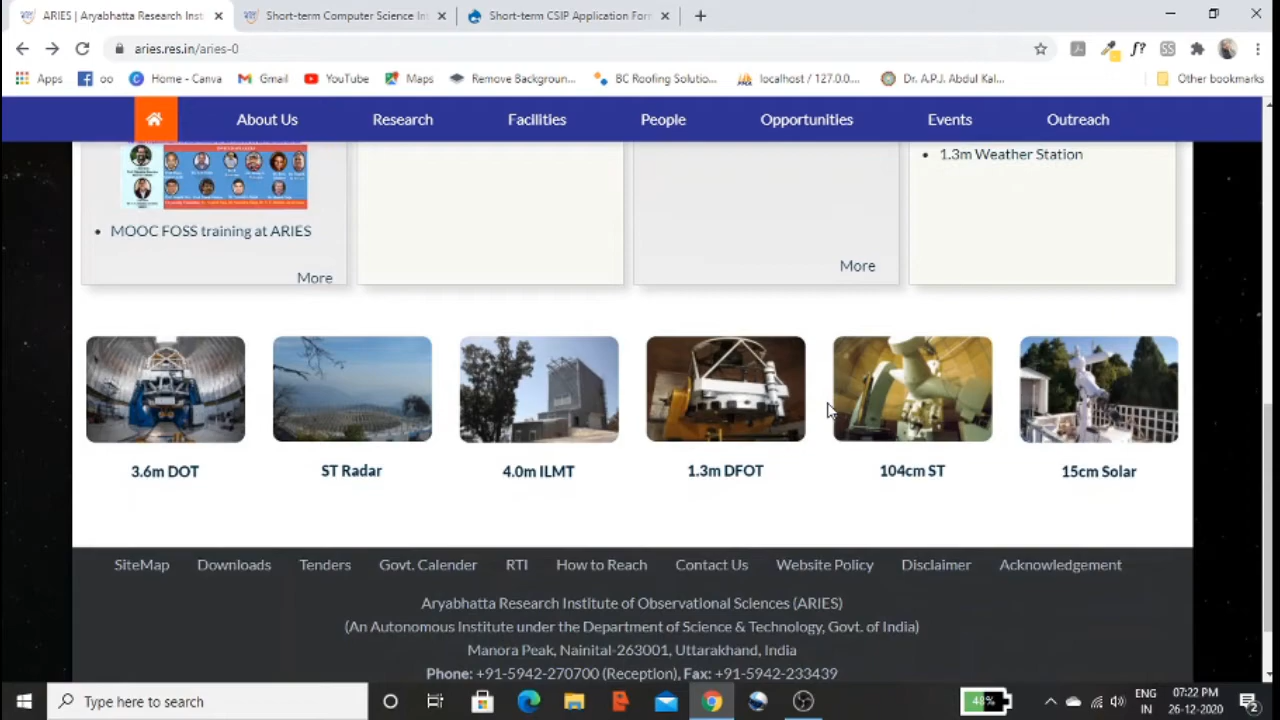 ARIES | Aryabhatta Research Inst
Short-term Computer Science In
Short-term CSIP Application For
aries.res.in/aries-0
Apps
oo
Home - Canva
Gmail
YouTube
Maps
Remove Backgroun...
BC Roofing Solutio...
localhost / 127.0.0....
Dr. A.P.J. Abdul Kal...
Other bookmarks
About Us
Research
Facilities
People
Opportunities
Events
Outreach
• 1.3m Weather Station
• MOOC FOSS training at ARIES
More
More
3.6m DOT
ST Radar
4.0m ILMT
1.3m DFOT
104cm ST
15cm Solar
SiteMap
Downloads
Tenders
Govt. Calender
RTI
How to Reach
Contact Us
Website Policy
Disclaimer
Acknowledgement
Aryabhatta Research Institute of Observational Sciences (ARIES)
(An Autonomous Institute under the Department of Science & Technology, Govt. of India)
Manora Peak, Nainital-263001, Uttarakhand, India
Phone: +91-5942-270700 (Reception), Fax: +91-5942-233439
Type here to search
48%
ENG
IN
07:22 PM
26-12-2020
2